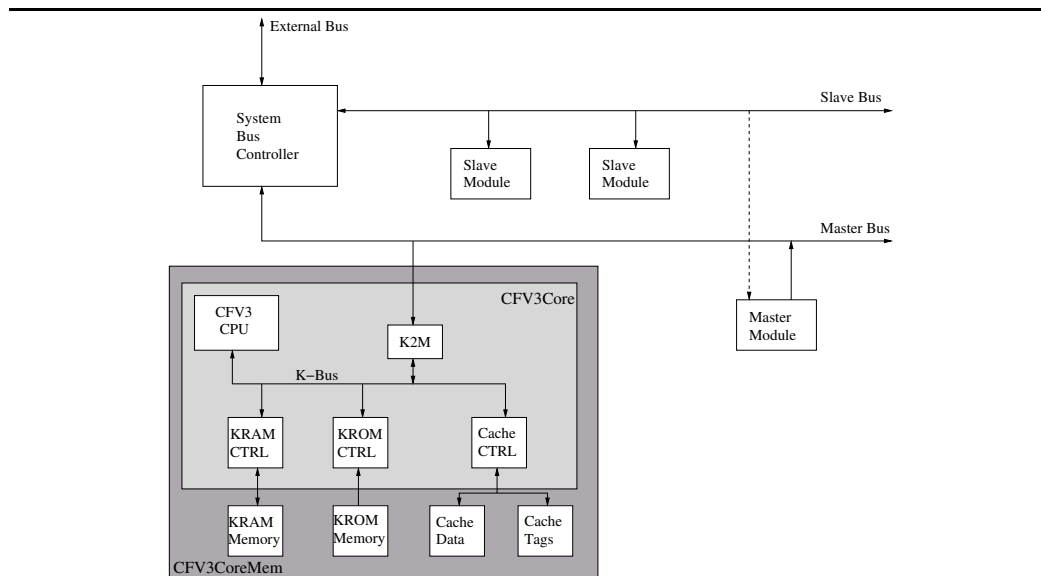 External Bus
System
Bus
Controller
Slave Bus
Slave
Module
Slave
Module
Master Bus
CFV3Core
CFV3
CPU
K2M
Master
Module
K−Bus
KRAM
CTRL
KROM
CTRL
Cache
CTRL
KRAM
Memory
KROM
Memory
Cache
Data
Cache
Tags
CFV3CoreMem